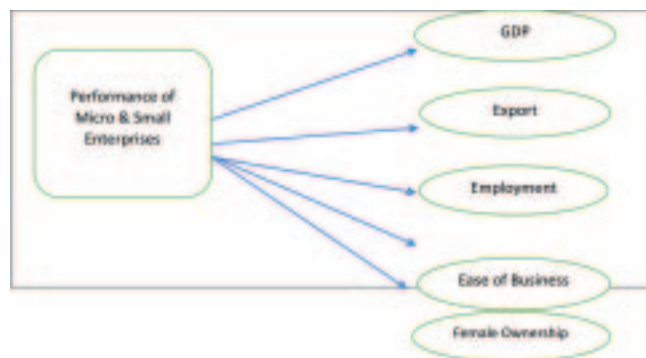 Performance of
Micro & Small
Enterprises
GDP
Export
Employment
Ease of Business
Female Ownership